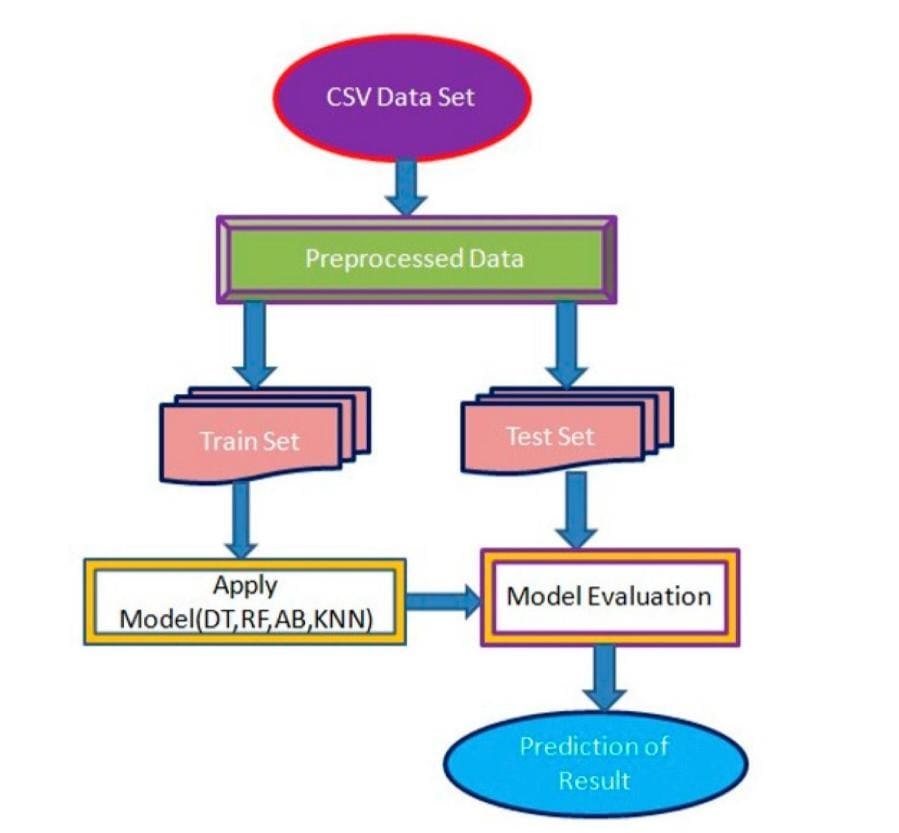 CSV Data Set
Preprocessed Data
Train Set
Test Set
Apply
Model(DT,RF,AB,KNN)
Model Evaluation
Prediction of
Result